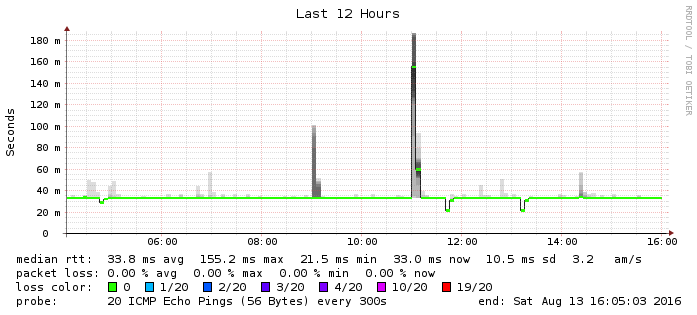 Last 12 Hours
RRDTOOL / TOBI OETIKER
Seconds
180 m
160 m
140 m
120 m
100 m
80 m
60 m
40 m
20 m
0
06:00 08:00 10:00 12:00 14:00 16:00
median rtt: 33.8 ms avg 155.2 ms max 21.5 ms min 33.0 ms now 10.5 ms sd 3.2 am/s
packet loss: 0.00 % avg 0.00 % max 0.00 % min 0.00 % now
loss color: 0 1/20 2/20 3/20 4/20 10/20 19/20
probe: 20 ICMP Echo Pings (56 Bytes) every 300s end: Sat Aug 13 16:05:03 2016